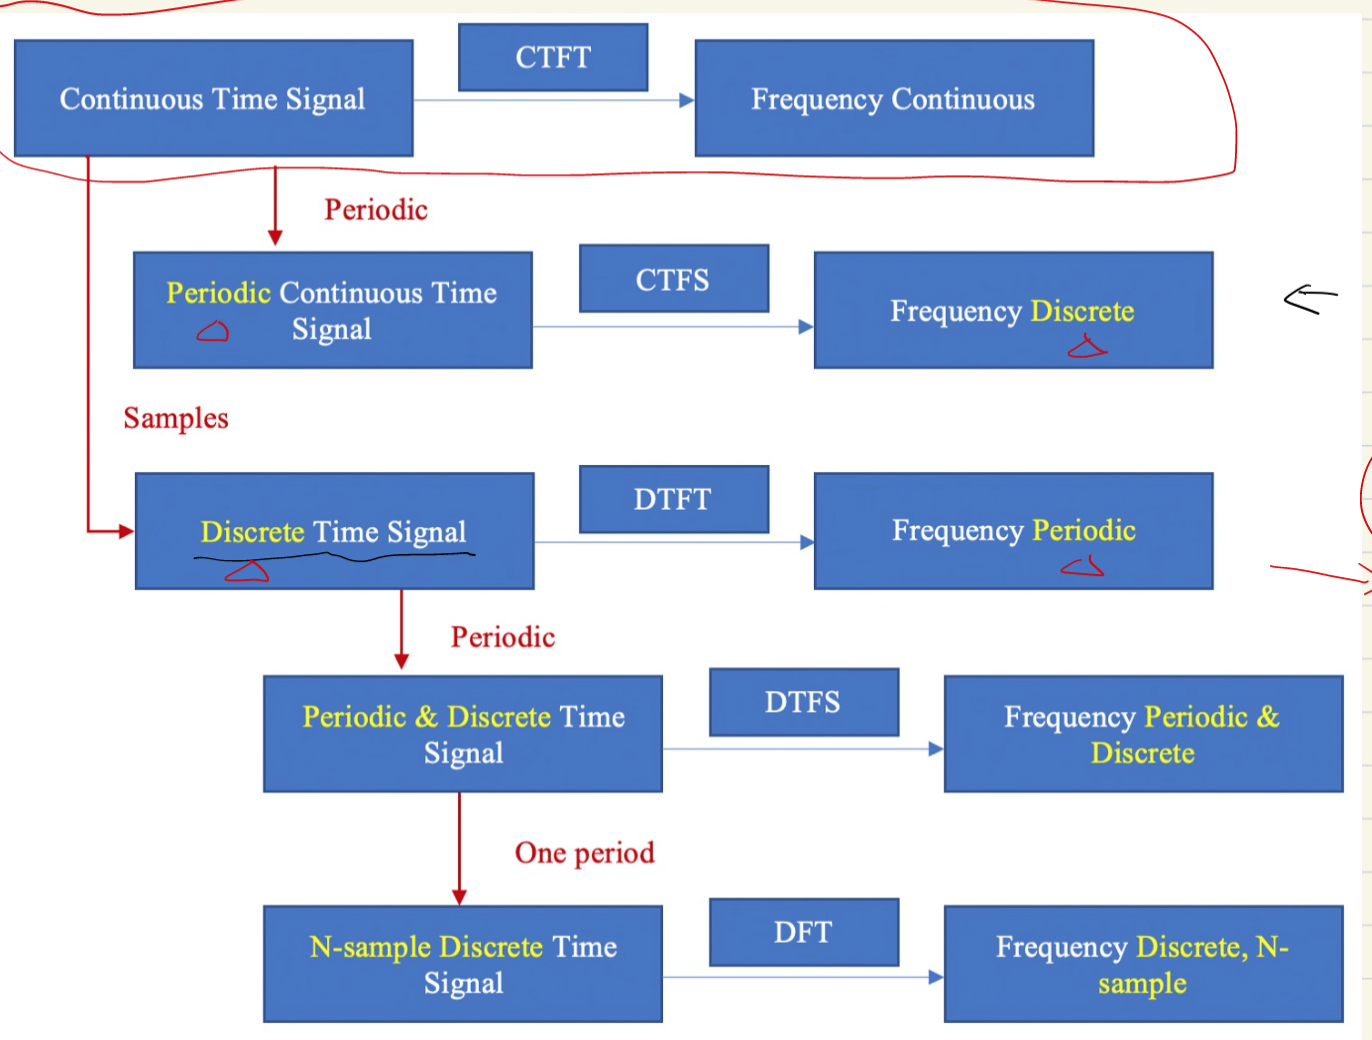 CTFT
Continuous Time Signal
Frequency Continuous
Periodic
Periodic Continuous Time
Signal
CTFS
Frequency Discrete
Samples
Discrete Time Signal
DTFT
Frequency Periodic
Periodic
Periodic & Discrete Time
Signal
DTFS
Frequency Periodic &
Discrete
One period
N-sample Discrete Time
Signal
DFT
Frequency Discrete, N-
sample